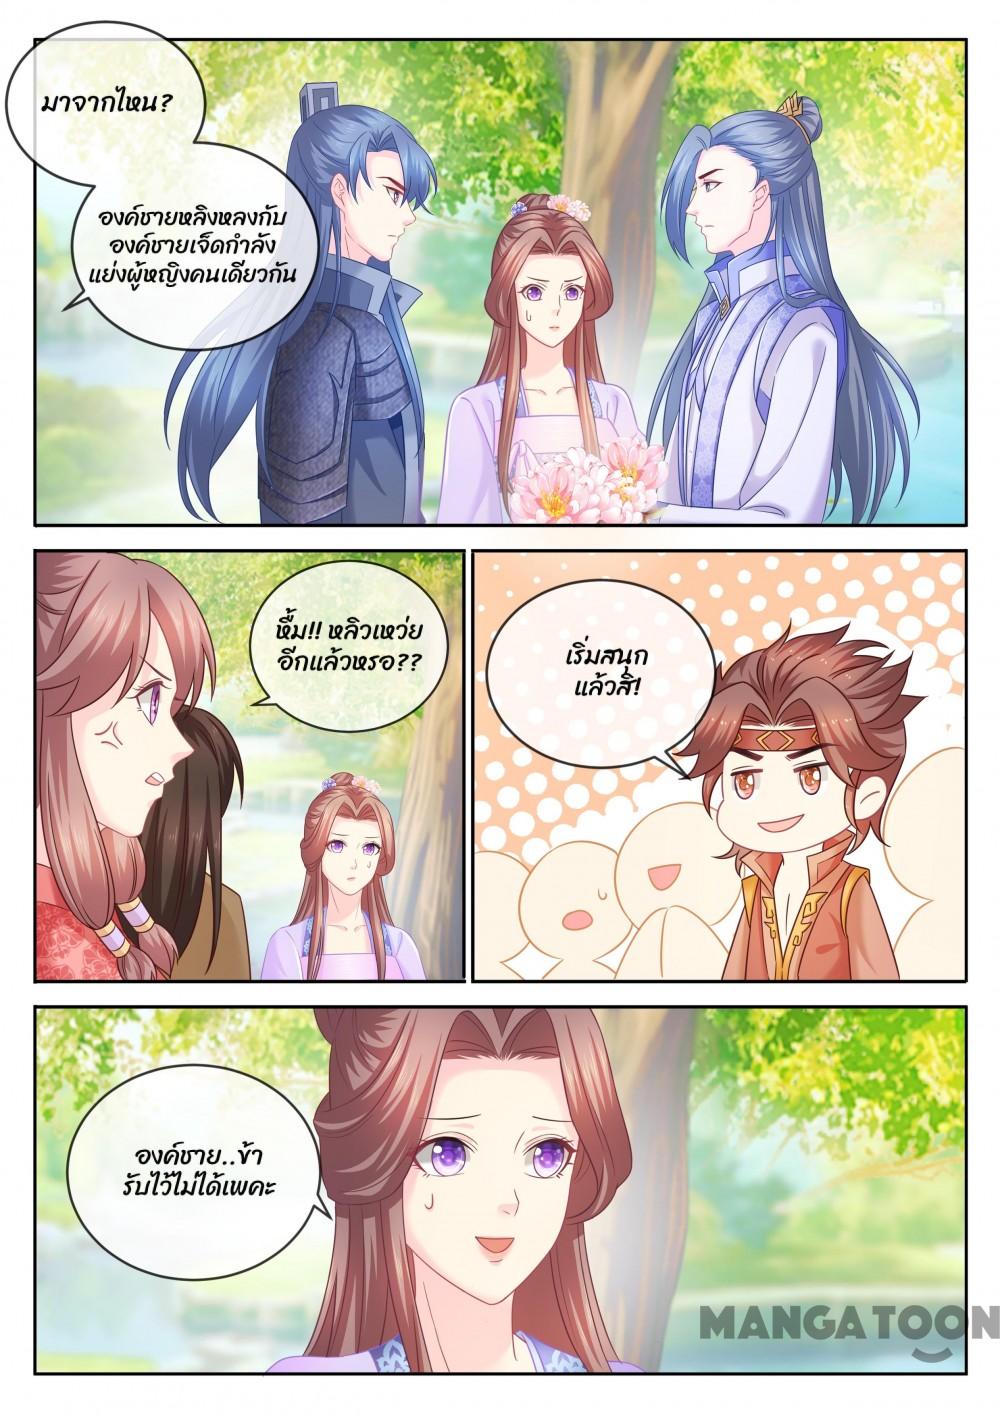 มาจากไหน?
องค์ชายหลิงหลงกับ
องค์ชายเจ็ดกำลัง
แย่งผู้หญิงคนเดียวกัน
หึ้ม!! หลิวเหว่ย
อีกแล้วหรอ??
เริ่มสนุก
แล้วสิ!
องค์ชาย..ข้า
รับไว้ไม่ได้เพคะ
MANGATOON